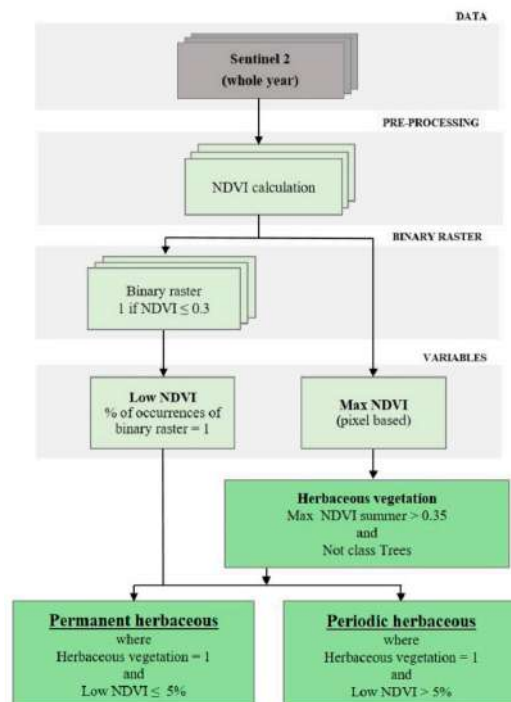 DATA
Sentinel 2
(whole year)
PRE-PROCESSING
NDVI calculation
BINARY RASTER
Binary raster
1 if NDVI ≤ 0.3
VARIABLES
Low NDVI
% of occurrences of
binary raster = 1
Max NDVI
(pixel based)
Herbaceous vegetation
Max NDVI summer > 0.35
and
Not class Trees
Permanent herbaceous
where
Herbaceous vegetation = 1
and
Low NDVI ≤ 5%
Periodic herbaceous
where
Herbaceous vegetation = 1
and
Low NDVI > 5%